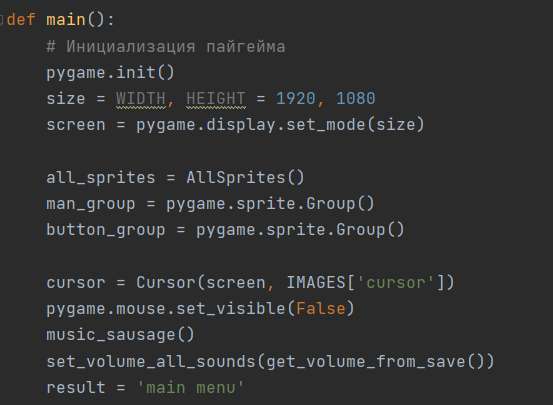 def main():
    # Инициализация пайгейма
    pygame.init()
    size = WIDTH, HEIGHT = 1920, 1080
    screen = pygame.display.set_mode(size)

    all_sprites = AllSprites()
    man_group = pygame.sprite.Group()
    button_group = pygame.sprite.Group()

    cursor = Cursor(screen, IMAGES['cursor'])
    pygame.mouse.set_visible(False)
    music_sausage()
    set_volume_all_sounds(get_volume_from_save())
    result = 'main menu'